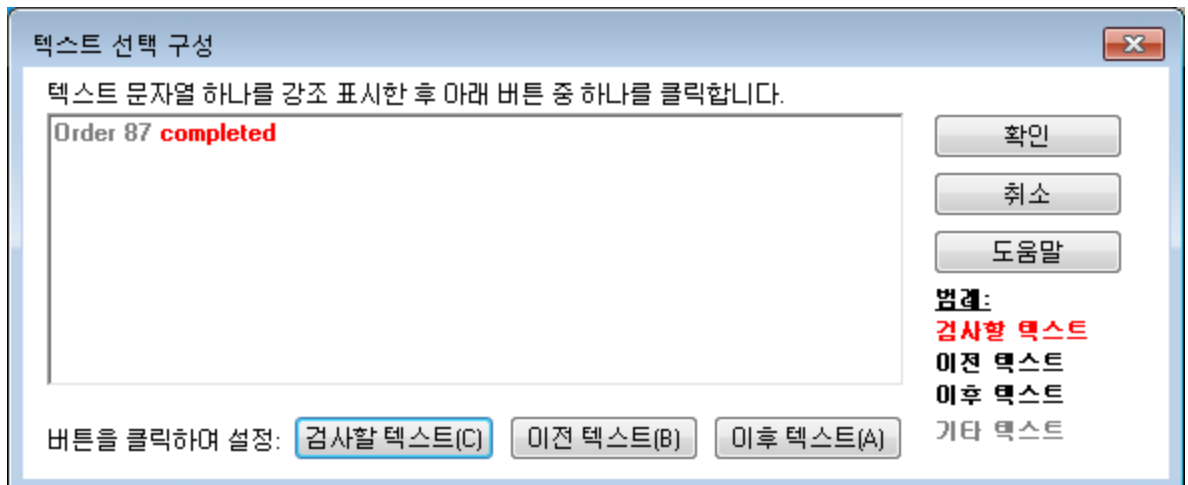 텍스트 선택 구성
텍스트 문자열 하나를 강조 표시한 후 아래 버튼 중 하나를 클릭합니다.
Order 87 completed
확인
취소
도움말
범례:
검사할 텍스트
이전 텍스트
이후 텍스트
기타 텍스트
버튼을 클릭하여 설정: 검사할 텍스트(C) 이전 텍스트(B) 이후 텍스트(A)